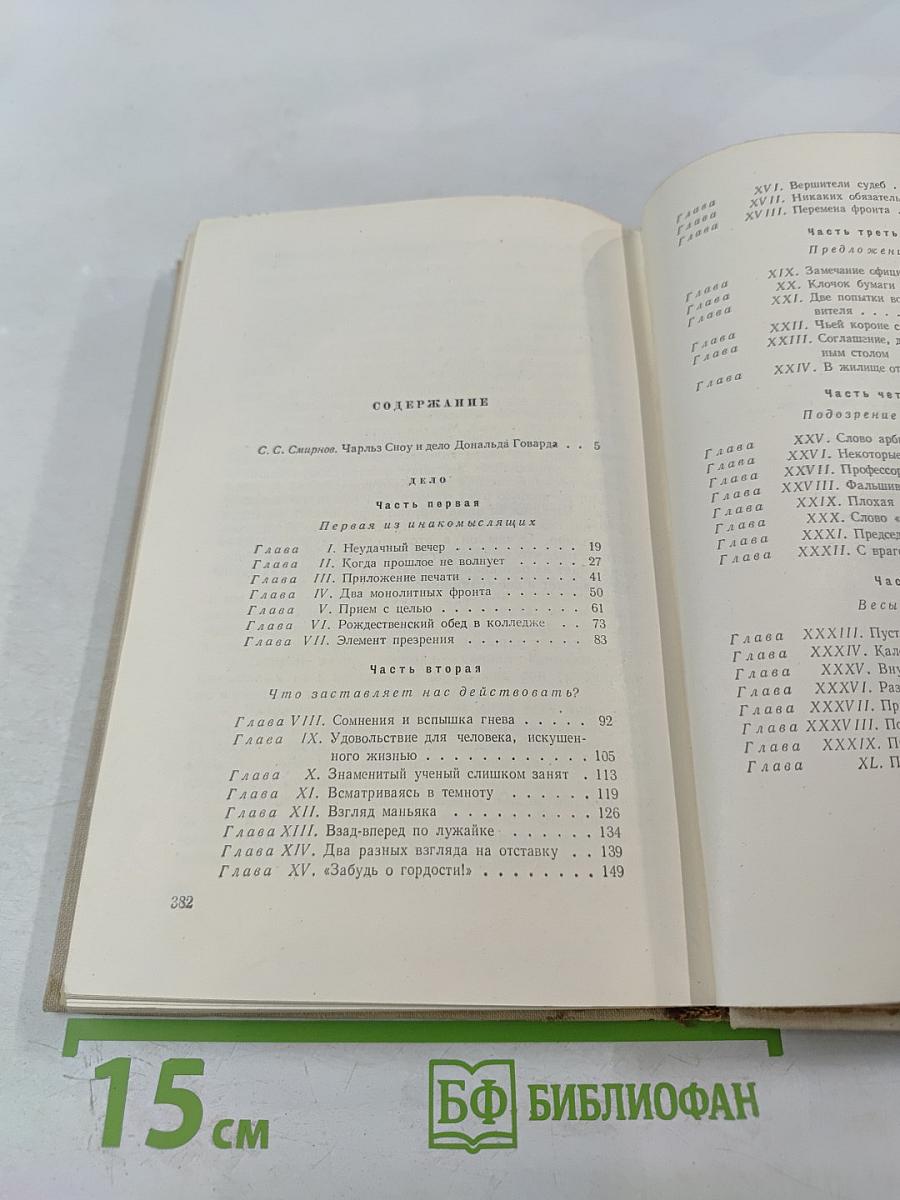 СОДЕРЖАНИЕ
С. С. Смирнов. Чарльз Сноу и дело Дональда Говарда . . 5
ДЕЛО
Часть первая
Первая из инакомыслящих
Глава I. Неудачный вечер . . . . . . . . . . 19
Глава II. Когда прошлое не волнует . . . . . 27
Глава III. Приложение печати . . . . . . . . . 41
Глава IV. Два монолитных фронта . . . . . . 50
Глава V. Прием с целью . . . . . . . . . . . 61
Глава VI. Рождественский обед в колледже . . 73
Глава VII. Элемент презрения . . . . . . . . . 83
Часть вторая
Что заставляет нас действовать?
Глава VIII. Сомнения и вспышка гнева . . . . . 92
Глава IX. Удовольствие для человека, искушен-
ного жизнью . . . . . . . . . . . . 105
Глава X. Знаменитый ученый слишком занят . 113
Глава XI. Всматриваясь в темноту . . . . . . 119
Глава XII. Взгляд маньяка . . . . . . . . . . 126
Глава XIII. Взад-вперед по лужайке . . . . . . 134
Глава XIV. Два разных взгляда на отставку . . 139
Глава XV. «Забудь о гордости!» . . . . . . . . 149
382
Глава XVI. Вершители судеб .
Глава XVII. Никаких
Глава XVIII. Перемена фронта .
Часть
Глава XIX. Замечание
Глава XX. Клочок бумаги
Глава XXI. Две попытки
вителя . . . .
Глава XXII. Чьей короне
Глава XXIII. Соглашение,
ным столом
Глава XXIV. В жилище
Часть
Подозрение
Глава XXV. Слово
Глава XXVI. Некоторые
Глава XXVII.
Глава XXVIII.
Глава XXIX. Плохая
Глава XXX. Слово
Глава XXXI.
Глава XXXII. С
Весы
Глава XXXIII.
Глава XXXIV.
Глава XXXV.
Глава XXXVI.
Глава XXXVII.
Глава XXXVIII.
Глава XXXIX.
Глава XL.
15 см
БФ БИБЛИОФАН